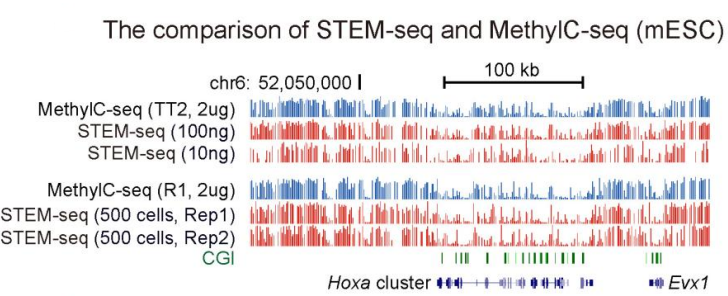 The comparison of STEM-seq and MethylC-seq (mESC)
100 kb
chr6: 52,050,000
MethylC-seq (TT2, 2ug)
STEM-seq (100ng)
STEM-seq (10ng)
MethylC-seq (R1, 2ug)
STEM-seq (500 cells, Rep1)
STEM-seq (500 cells, Rep2)
CGI
Hoxa cluster Evx1